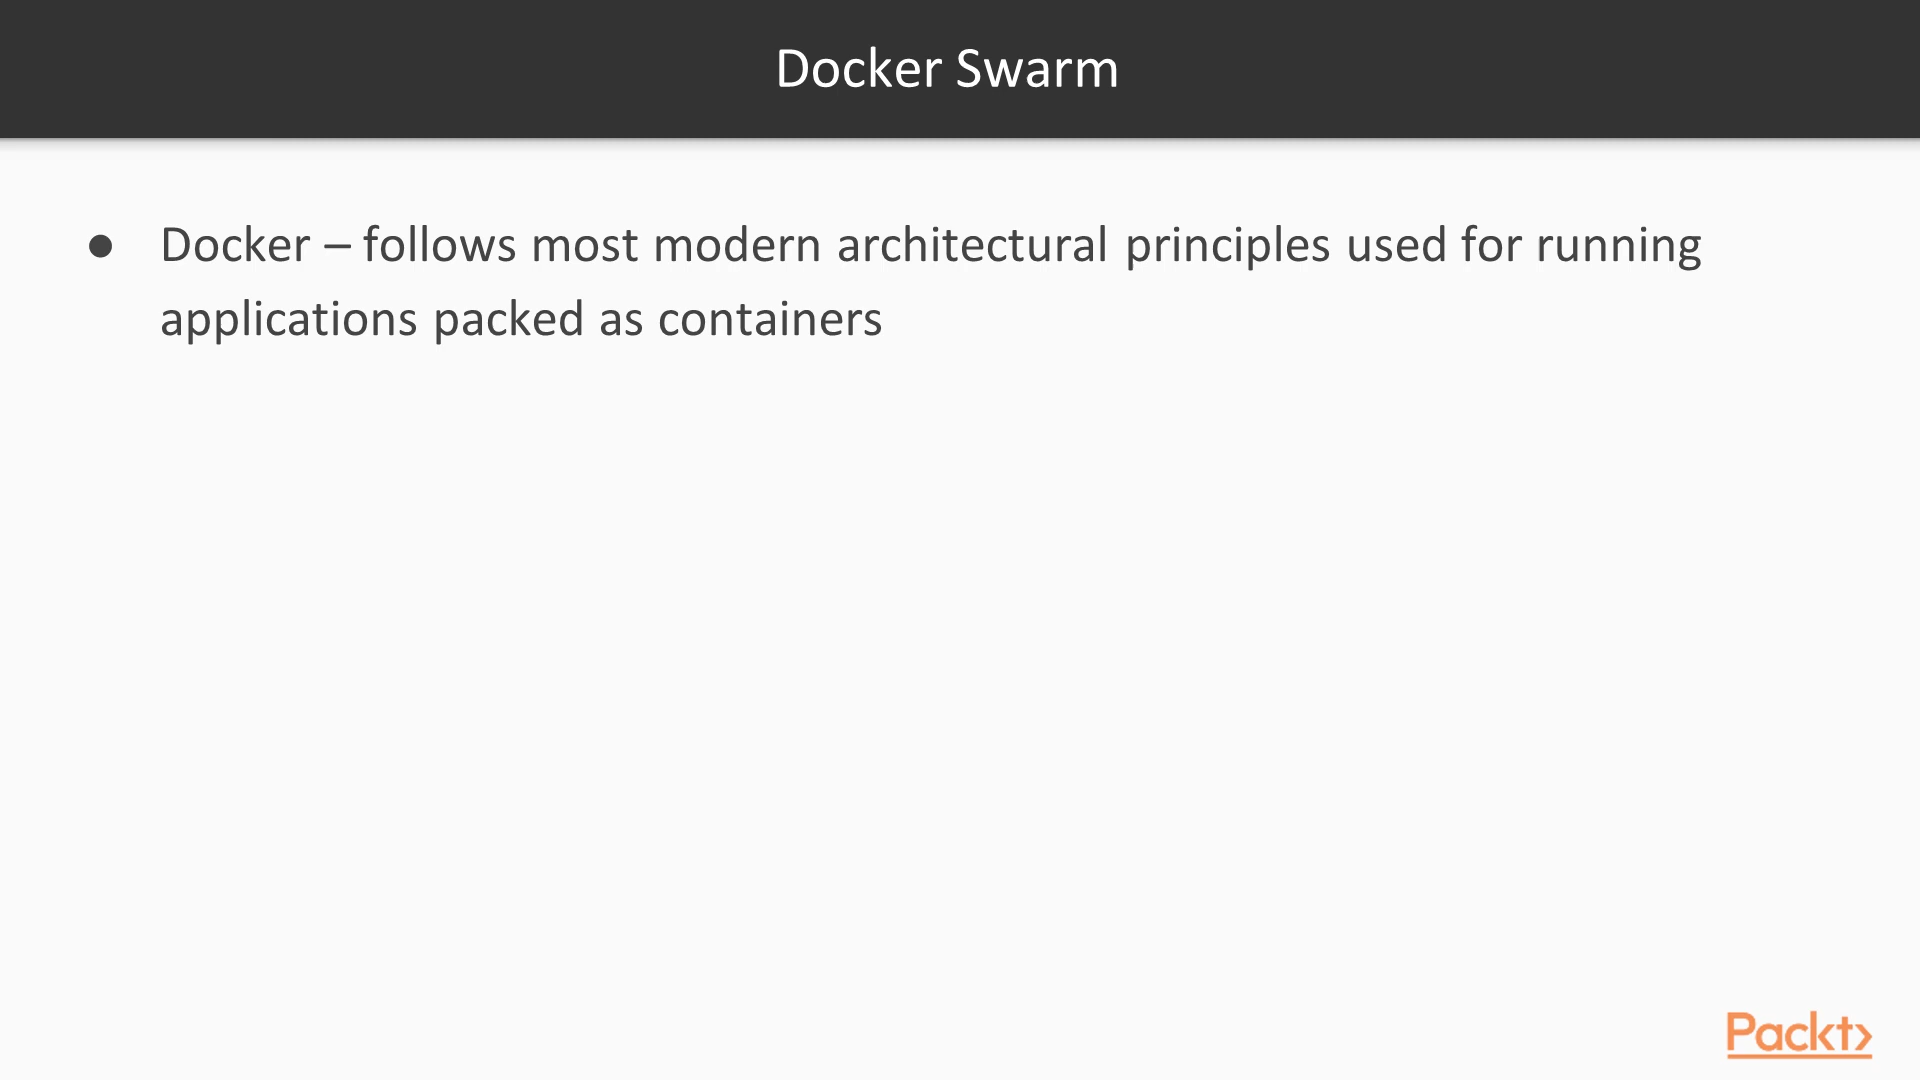 Docker Swarm
● Docker – follows most modern architectural principles used for running
applications packed as containers
Packt>